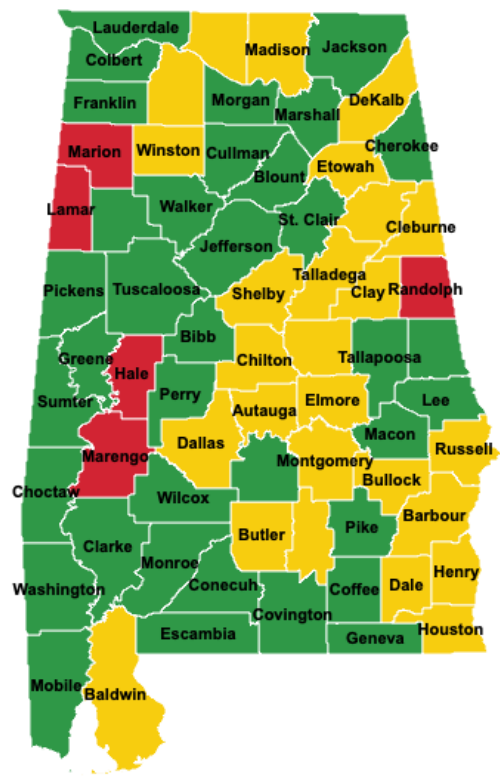 Lauderdale
Madison
Jackson
Colbert
Franklin
Morgan
Marshall
DeKalb
Marion
Winston
Cullman
Cherokee
Etowah
Blount
Lamar
Walker
St. Clair
Cleburne
Jefferson
Talladega
Pickens
Tuscaloosa
Shelby
Clay
Randolph
Bibb
Greene
Hale
Chilton
Tallapoosa
Sumter
Perry
Autauga
Elmore
Lee
Dallas
Macon
Marengo
Montgomery
Russell
Bullock
Choctaw
Wilcox
Barbour
Clarke
Butler
Pike
Monroe
Henry
Washington
Conecuh
Coffee
Dale
Covington
Escambia
Geneva
Houston
Mobile
Baldwin